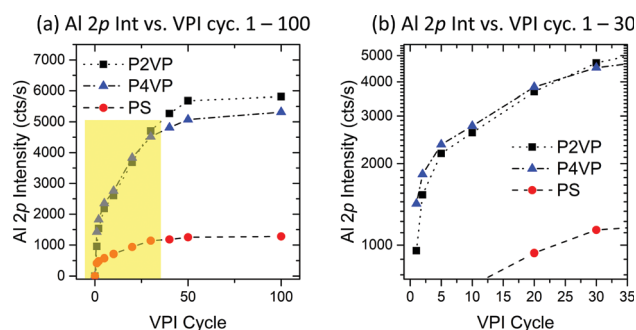 (a) Al 2p Int vs. VPI cyc. 1 – 100
Al 2p Intensity (cts/s)
7000
6000
5000
4000
3000
2000
1000
0
P2VP
P4VP
PS
0
50
100
VPI Cycle
(b) Al 2p Int vs. VPI cyc. 1 – 30
Al 2p Intensity (cts/s)
5000
4000
3000
2000
1000
P2VP
P4VP
PS
0
5
10
15
20
25
30
35
VPI Cycle